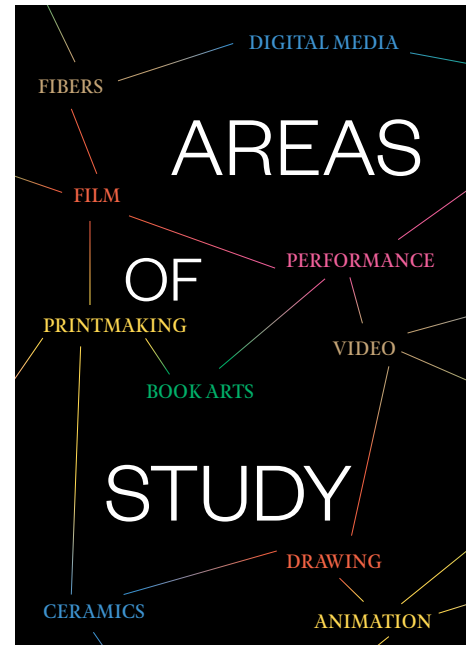 DIGITAL MEDIA
FIBERS
AREAS
FILM
PERFORMANCE
OF
PRINTMAKING
VIDEO
BOOK ARTS
STUDY
DRAWING
CERAMICS
ANIMATION